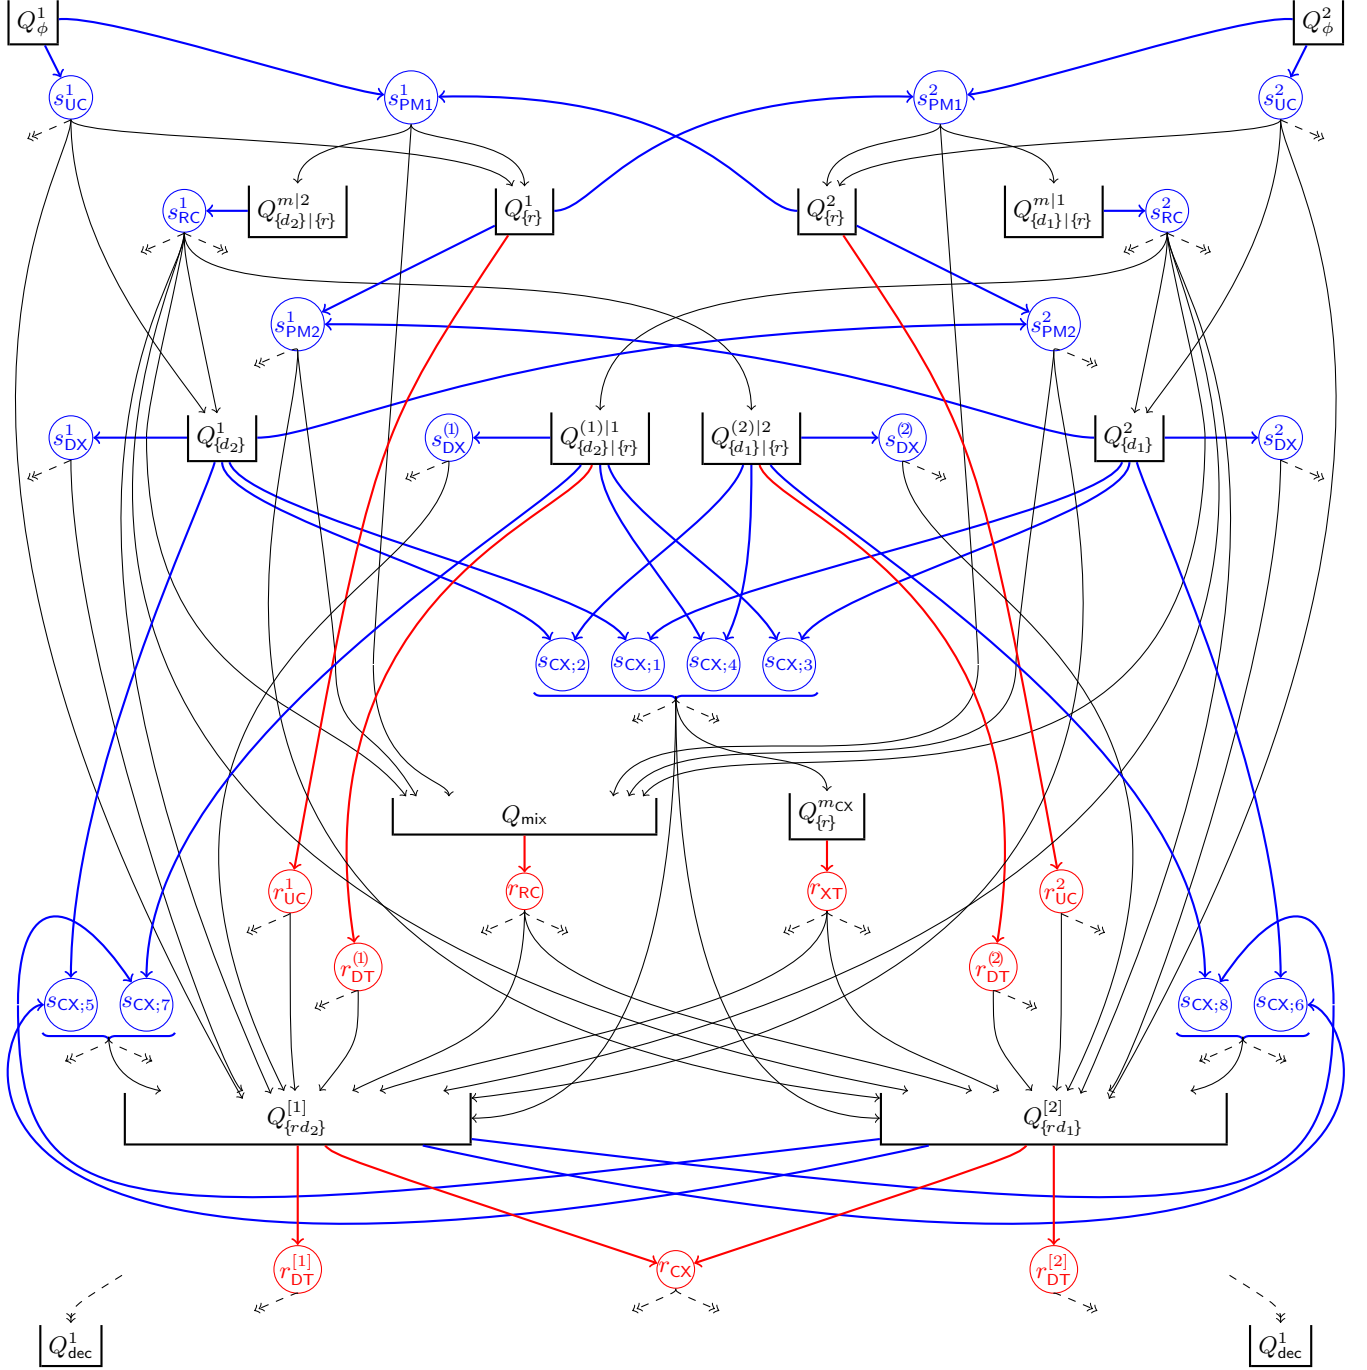 Q^1_ϕ Q^2_ϕ
s^1_UC s^1_PM1 s^2_PM1 s^2_UC
s^1_RC Q^{m|2}_{{d_2}|{r}} Q^1_{{r}} Q^2_{{r}} Q^{m|1}_{{d_1}|{r}} s^2_RC
s^1_PM2 s^2_PM2
s^1_DX Q^1_{{d_2}} s^{(1)}_DX Q^{(1)|1}_{{d_2}|{r}} Q^{(2)|2}_{{d_1}|{r}} s^{(2)}_DX Q^2_{{d_1}} s^2_DX
s_CX;2 s_CX;1 s_CX;4 s_CX;3
Q_mix Q^{m_CX}_{{r}}
r^1_UC r_RC r_XT r^2_UC
r^{(1)}_DT r^{(2)}_DT
s_CX;5 s_CX;7 s_CX;8 s_CX;6
Q^{[1]}_{{rd_2}} Q^{[2]}_{{rd_1}}
r^{[1]}_DT r_CX r^{[2]}_DT
Q^1_dec Q^1_dec